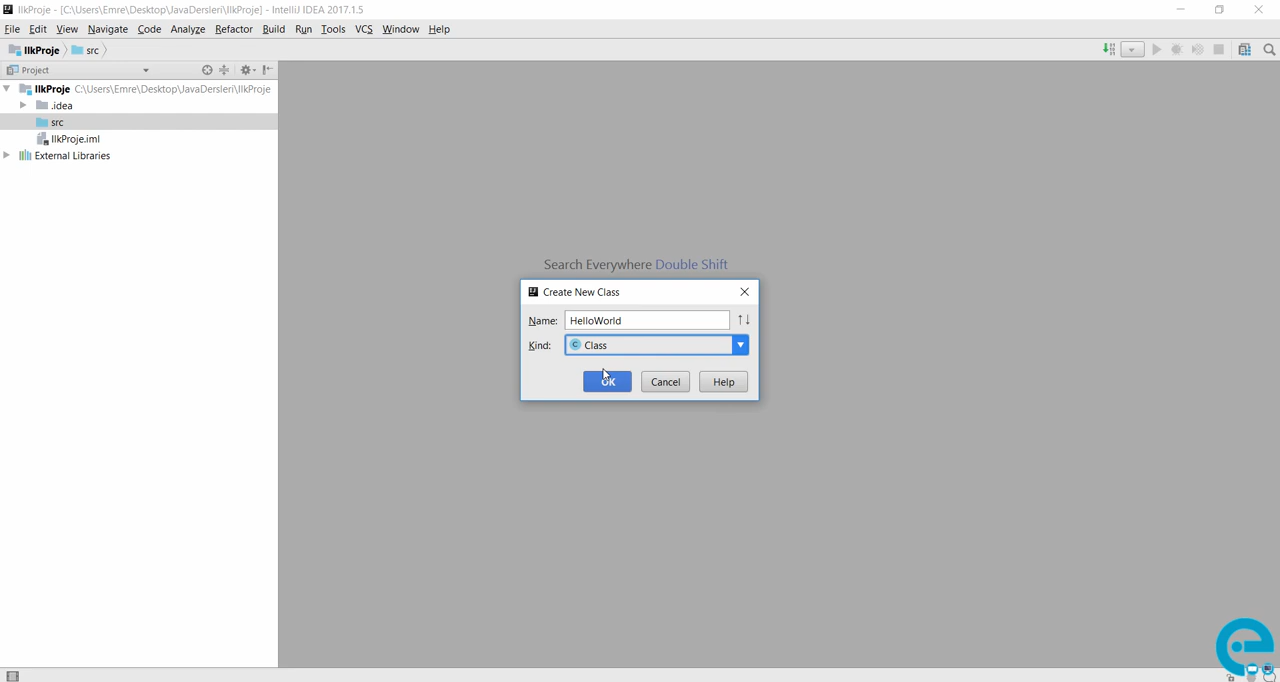 IlkProje - [C:\Users\Emre\Desktop\JavaDersleri\IlkProje] - IntelliJ IDEA 2017.1.5
File Edit View Navigate Code Analyze Refactor Build Run Tools VCS Window Help
IlkProje src
Project
IlkProje C:\Users\Emre\Desktop\JavaDersleri\IlkProje
.idea
src
IlkProje.iml
External Libraries
Search Everywhere Double Shift
Create New Class
Name: HelloWorld
Kind: Class
OK Cancel Help